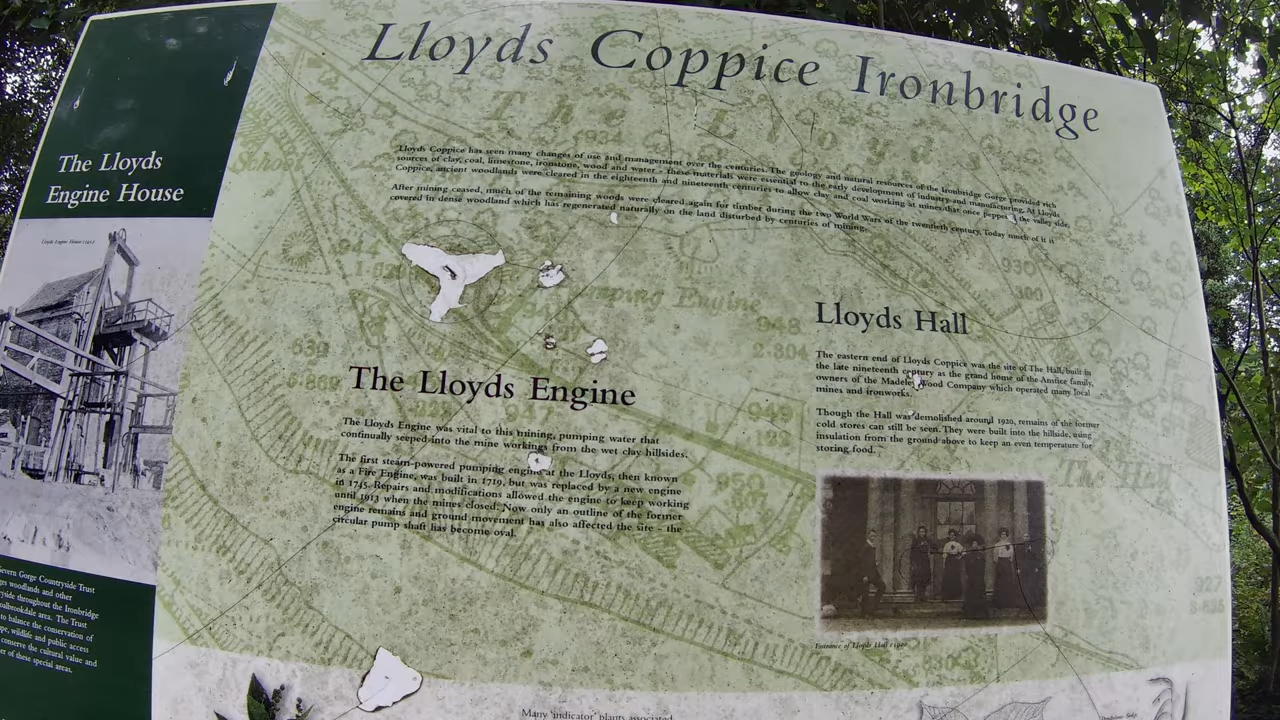 Lloyds Coppice Ironbridge
The Lloyds
Engine House
Lloyds Coppice has seen many changes of use and management over the centuries. The geology and natural resources of the Ironbridge Gorge provided rich
sources of clay, coal, limestone, ironstone, wood and water - these materials were essential to the early development of industry and manufacturing. At Lloyds
Coppice, ancient woodlands were cleared in the eighteenth and nineteenth centuries to allow clay and coal working at mines that once peppered the valley side.
After mining ceased, much of the remaining woods were cleared again for timber during the two World Wars of the twentieth century. Today much of it is
covered in dense woodland which has regenerated naturally on the land disturbed by centuries of mining.
Pumping Engine
The Lloyds Engine
The Lloyds Engine was vital to this mining, pumping water that
continually seeped into the mine workings from the wet clay hillsides.
The first steam-powered pumping engine at the Lloyds, then known
as a Fire Engine, was built in 1719, but was replaced by a new engine
in 1745. Repairs and modifications allowed the engine to keep working
until 1913 when the mines closed. Now only an outline of the former
engine remains and ground movement has also affected the site - the
circular pump shaft has become oval.
Lloyds Hall
The eastern end of Lloyds Coppice was the site of The Hall, built in
the late nineteenth century as the grand home of the Anstice family,
owners of the Madeley Wood Company which operated many local
mines and ironworks.
Though the Hall was demolished around 1920, remains of the former
cold stores can still be seen. They were built into the hillside, using
insulation from the ground above to keep an even temperature for
storing food.
Entrance of Lloyds Hall
Severn Gorge Countryside Trust
woodlands and other
throughout the Ironbridge
area. The Trust
to balance the conservation of
wildlife and public access
conserve the cultural value and
of these special areas.
Many 'indicator' plants associated